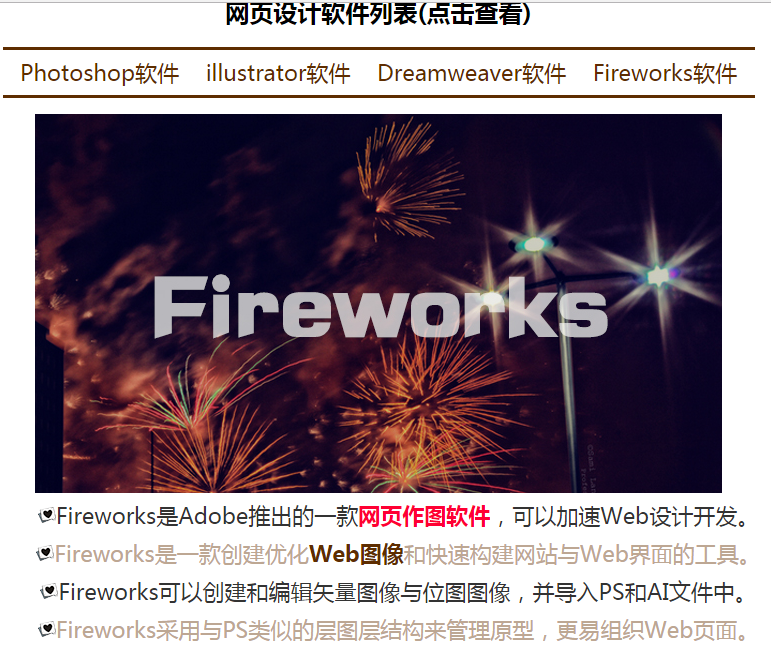 网页设计软件列表(点击查看)
Photoshop软件 illustrator软件 Dreamweaver软件 Fireworks软件
Fireworks
Fireworks是Adobe推出的一款网页作图软件，可以加速Web设计开发。
Fireworks是一款创建优化Web图像和快速构建网站与Web界面的工具。
Fireworks可以创建和编辑矢量图像与位图图像，并导入PS和AI文件中。
Fireworks采用与PS类似的层图层结构来管理原型，更易组织Web页面。